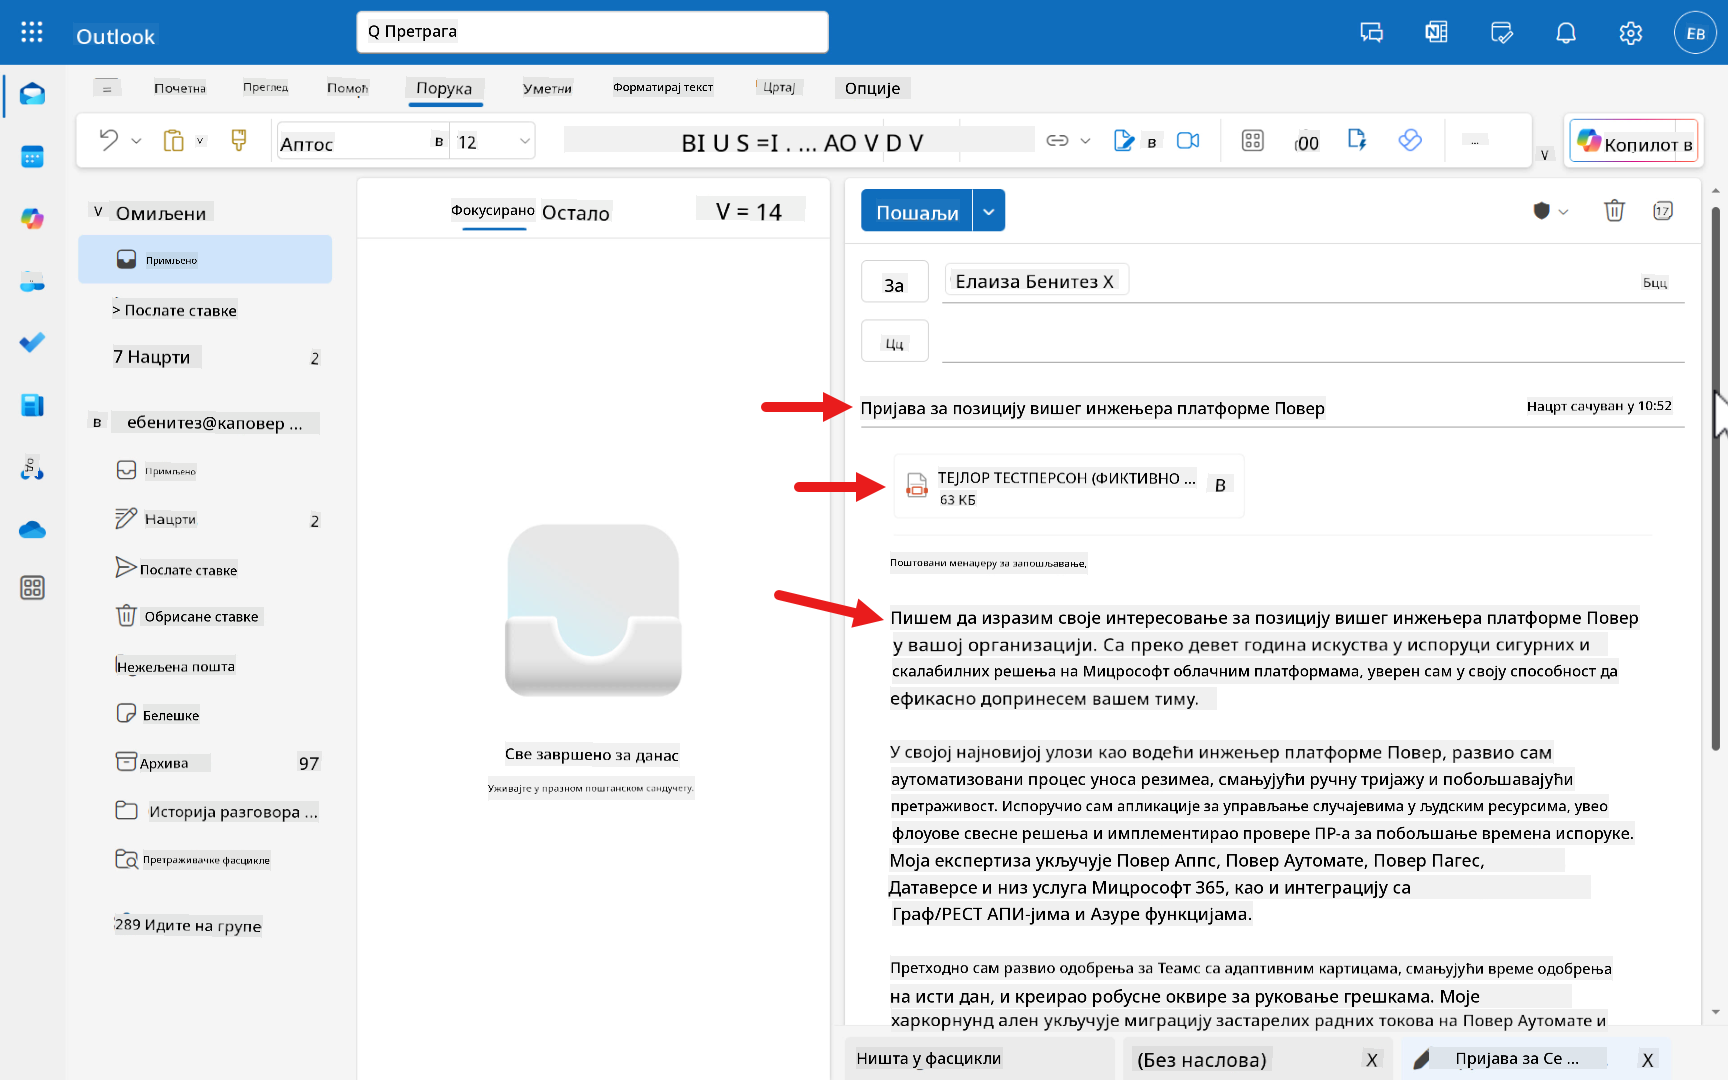 Outlook
Q Претрага
EB
=
Почетна
Преглед
Помоћ
Порука
Уметни
Форматирај текст
Цртај
Опције
Аптос
в
12
BI U S =I . ... AO V D V
в
00
...
V
Копилот в
V Омиљени
Примљено
> Послате ставке
7 Нацрти 2
в ебенитез@каповер ...
Примљено
Нацрти 2
Послате ставке
Обрисане ставке
Нежељена пошта
Белешке
Архива 97
Историја разговора ...
Претраживачке фасцикле
289 Идите на групе
Фокусирано Остало V = 14
Све завршено за данас
Уживајте у празном поштанском сандучету.
Пошаљи
17
За
Елаиза Бенитез X
Бцц
Цц
Пријава за позицију вишег инжењера платформе Повер
Нацрт сачуван у 10:52
ТЕЈЛОР ТЕСТПЕРСОН (ФИКТИВНО ... В
63 КБ
Поштовани менаџеру за запошљавање,
Пишем да изразим своје интересовање за позицију вишег инжењера платформе Повер
у вашој организацији. Са преко девет година искуства у испоруци сигурних и
скалабилних решења на Мицрософт облачним платформама, уверен сам у своју способност да
ефикасно допринесем вашем тиму.
У својој најновијој улози као водећи инжењер платформе Повер, развио сам
аутоматизовани процес уноса резимеа, смањујући ручну тријажу и побољшавајући
претраживост. Испоручио сам апликације за управљање случајевима у људским ресурсима, увео
флоуове свесне решења и имплементирао провере ПР-а за побољшање времена испоруке.
Моја експертиза укључује Повер Аппс, Повер Аутомате, Повер Пагес,
Датаверсе и низ услуга Мицрософт 365, као и интеграцију са
Граф/РЕСТ АПИ-јима и Азуре функцијама.
Претходно сам развио одобрења за Теамс са адаптивним картицама, смањујући време одобрења
на исти дан, и креирао робусне оквире за руковање грешкама. Моје
харкорнунд ален укључује миграцију застарелих радних токова на Повер Аутомате и
Ништа у фасцикли
(Без наслова) X
Пријава за Се ... X